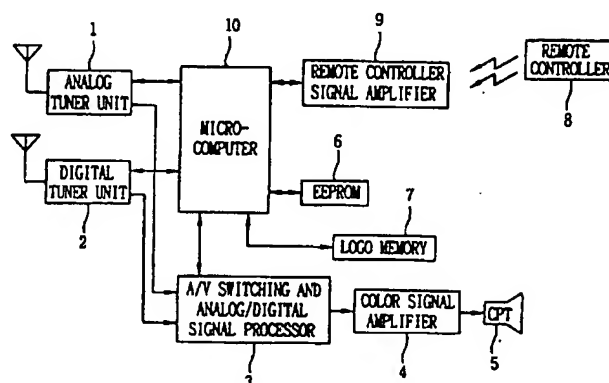 1
ANALOG
TUNER UNIT
10
MICRO-
COMPUTER
9
REMOTE CONTROLLER
SIGNAL AMPLIFIER
REMOTE
CONTROLLER
8
DIGITAL
TUNER UNIT
2
6
EEPROM
7
LOGO MEMORY
A/V SWITCHING AND
ANALOG/DIGITAL
SIGNAL PROCESSOR
3
COLOR SIGNAL
AMPLIFIER
4
CPT
5